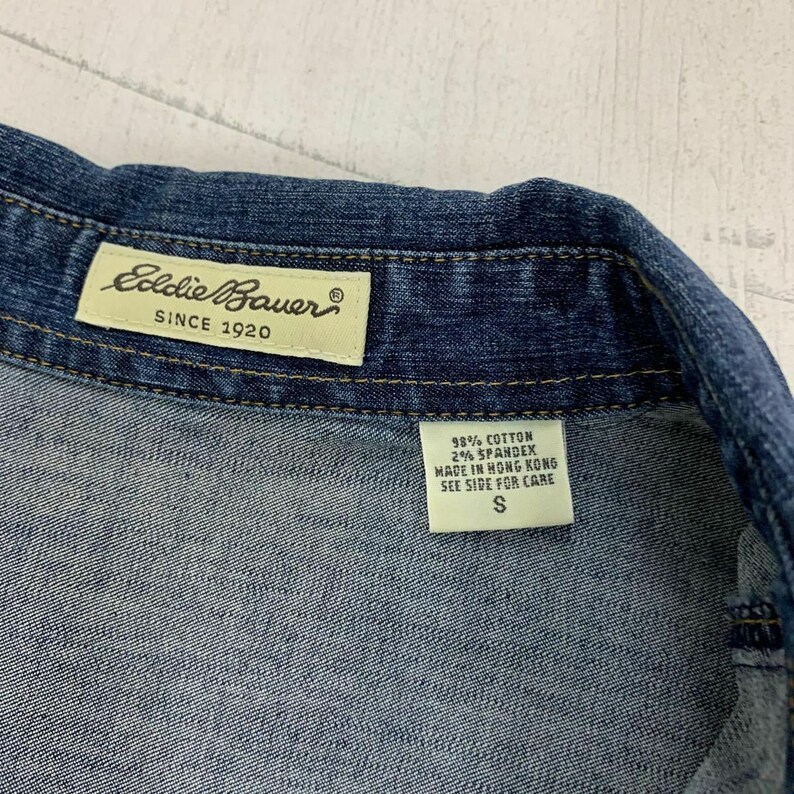 Eddie Bauer®
SINCE 1920
98% COTTON
2% SPANDEX
MADE IN HONG KONG
SEE SIDE FOR CARE
S